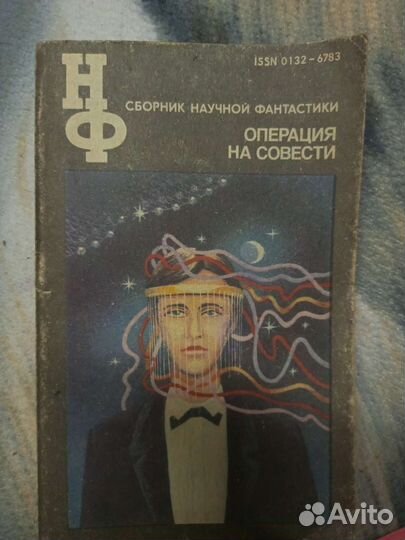 ISSN 0132-6783
НФ
СБОРНИК НАУЧНОЙ ФАНТАСТИКИ
ОПЕРАЦИЯ
НА СОВЕСТИ
Avito